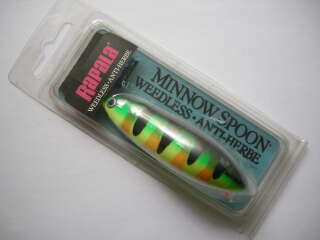 Rapala
WEEDLESS • ANTI-HERBE
MINNOW SPOON
WEEDLESS • ANTI-HERBE